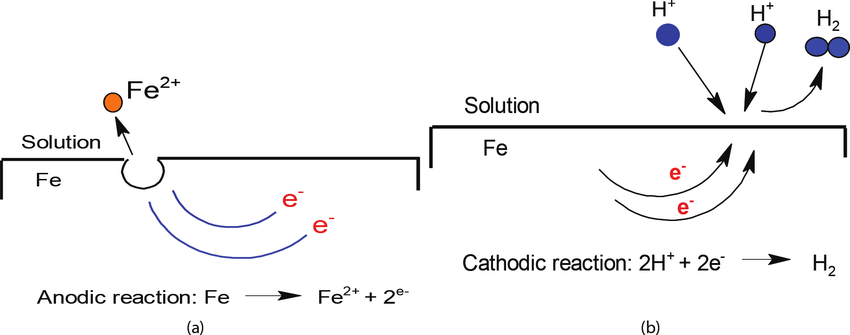 Fe²⁺
Solution
Fe
e⁻
e⁻
Anodic reaction: Fe ⟶ Fe²⁺ + 2ᵉ⁻
(a)
H⁺ H⁺ H₂
Solution
Fe
e⁻
e⁻
Cathodic reaction: 2H⁺ + 2e⁻ ⟶ H₂
(b)